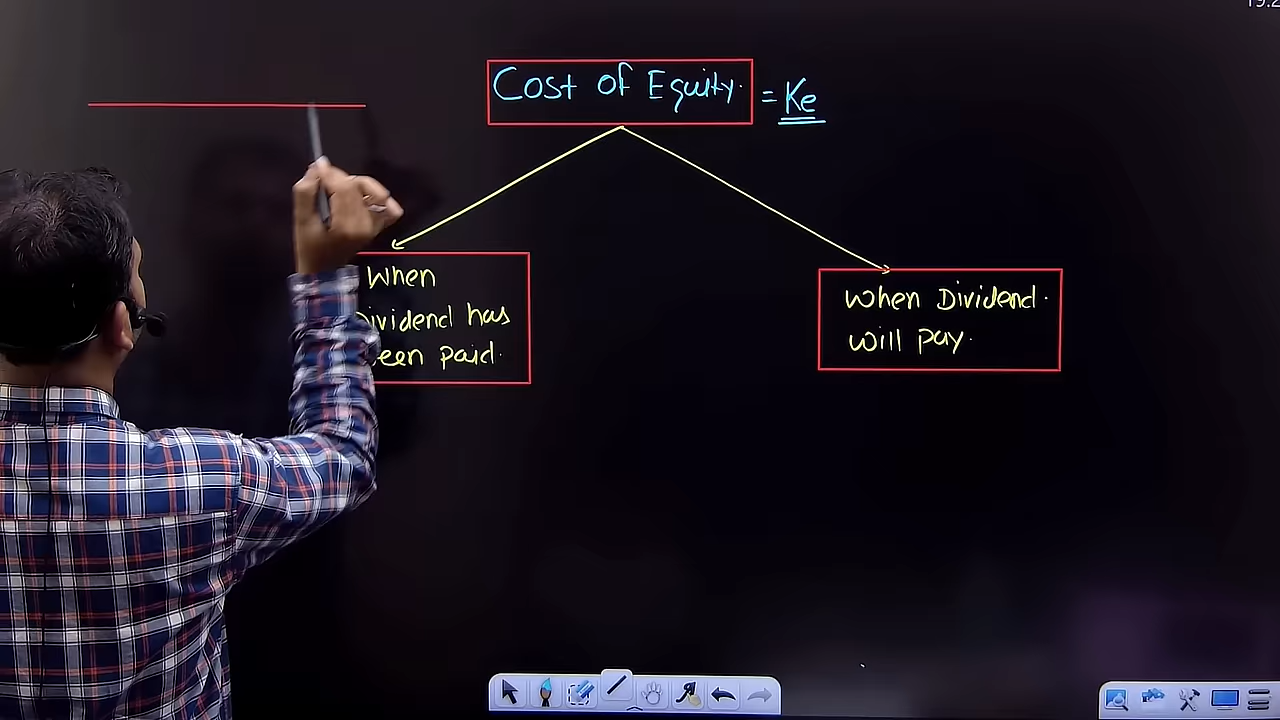 Cost of Equity.
= Ke
When
ividend has
een paid.
When Dividend.
will pay.